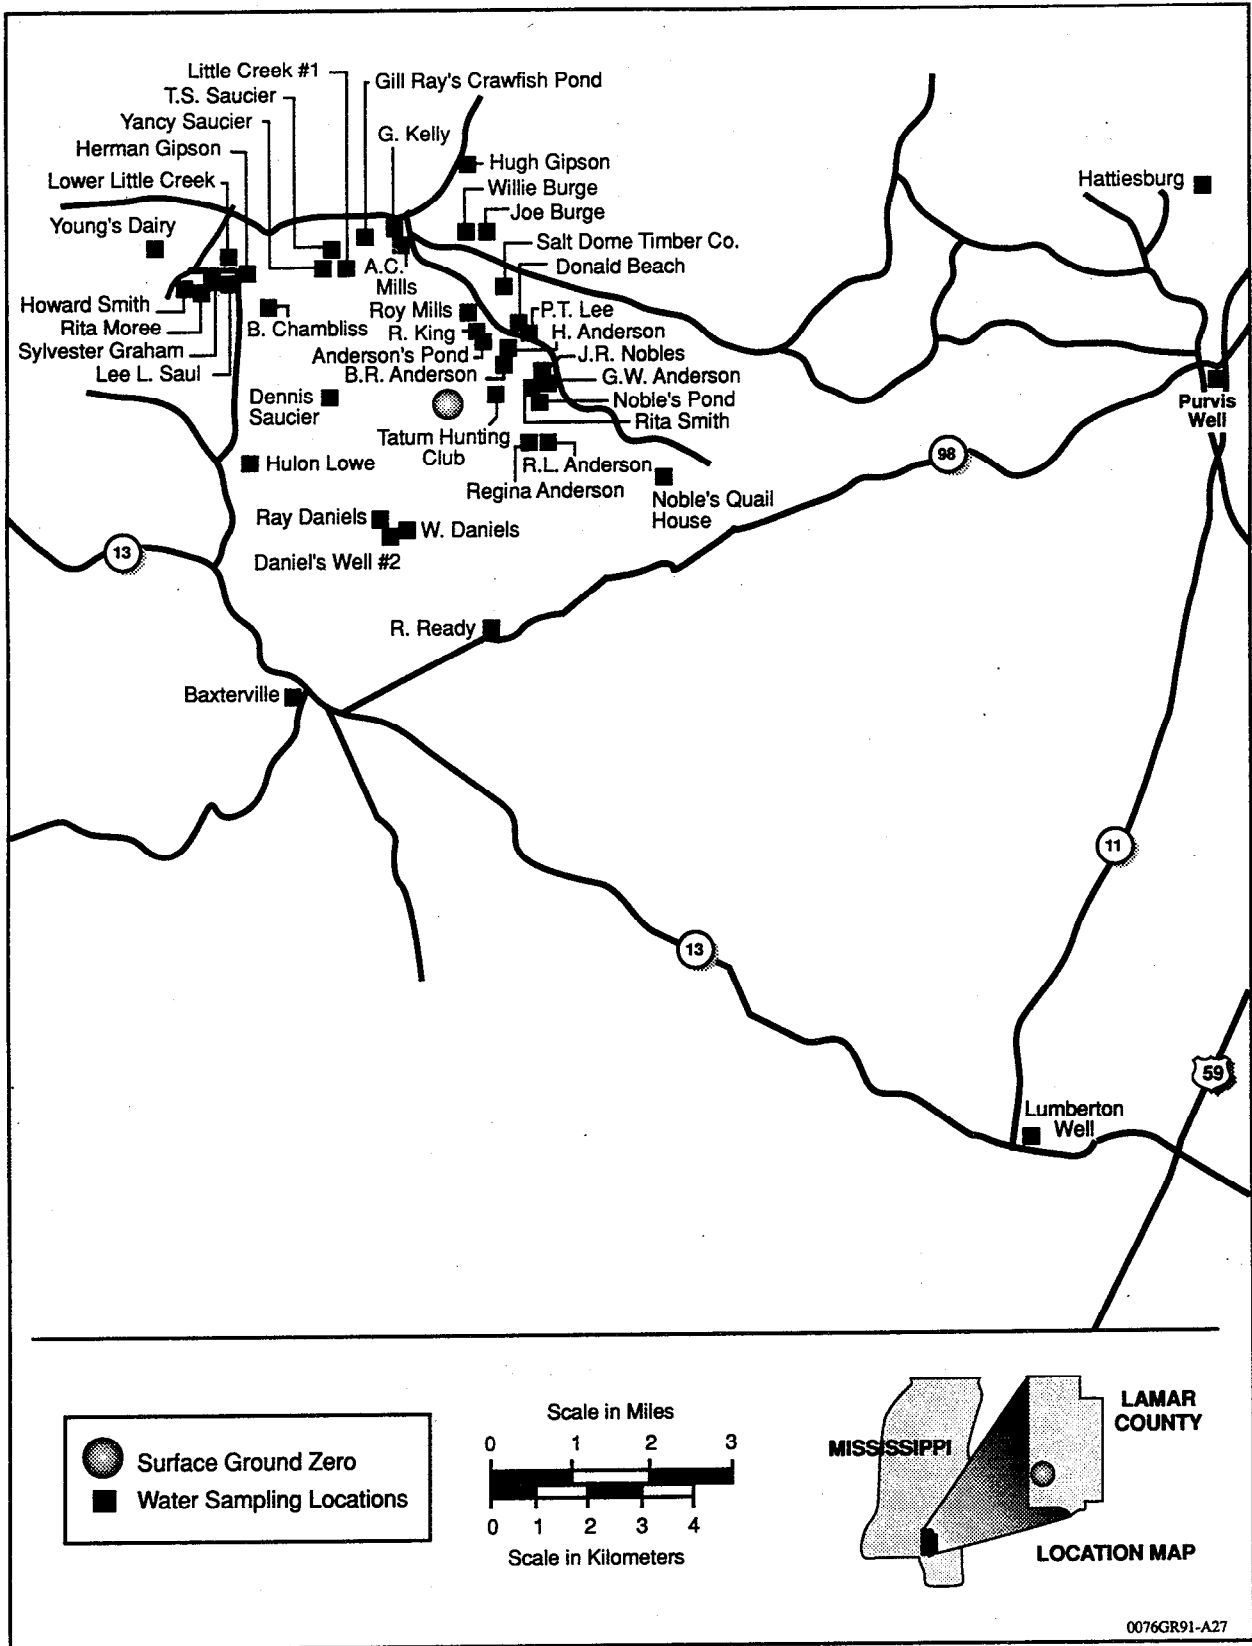 Little Creek #1
Gill Ray's Crawfish Pond
T.S. Saucier
Yancy Saucier
G. Kelly
Herman Gipson
Hugh Gipson
Lower Little Creek
Willie Burge
Hattiesburg
Young's Dairy
Joe Burge
Salt Dome Timber Co.
A.C.
Mills
Donald Beach
Howard Smith
Roy Mills
P.T. Lee
Rita Moree
B. Chambliss
R. King
H. Anderson
Sylvester Graham
Anderson's Pond
J.R. Nobles
Lee L. Saul
B.R. Anderson
G.W. Anderson
Dennis
Saucier
Noble's Pond
Purvis
Well
Rita Smith
Tatum Hunting
Club
98
Hulon Lowe
R.L. Anderson
Regina Anderson
Noble's Quail
House
Ray Daniels
W. Daniels
13
Daniel's Well #2
R. Ready
Baxterville
11
13
59
Lumberton
Well
Surface Ground Zero
Water Sampling Locations
Scale in Miles
0 1 2 3
0 1 2 3 4
Scale in Kilometers
MISSISSIPPI
LAMAR
COUNTY
LOCATION MAP
0076GR91-A27